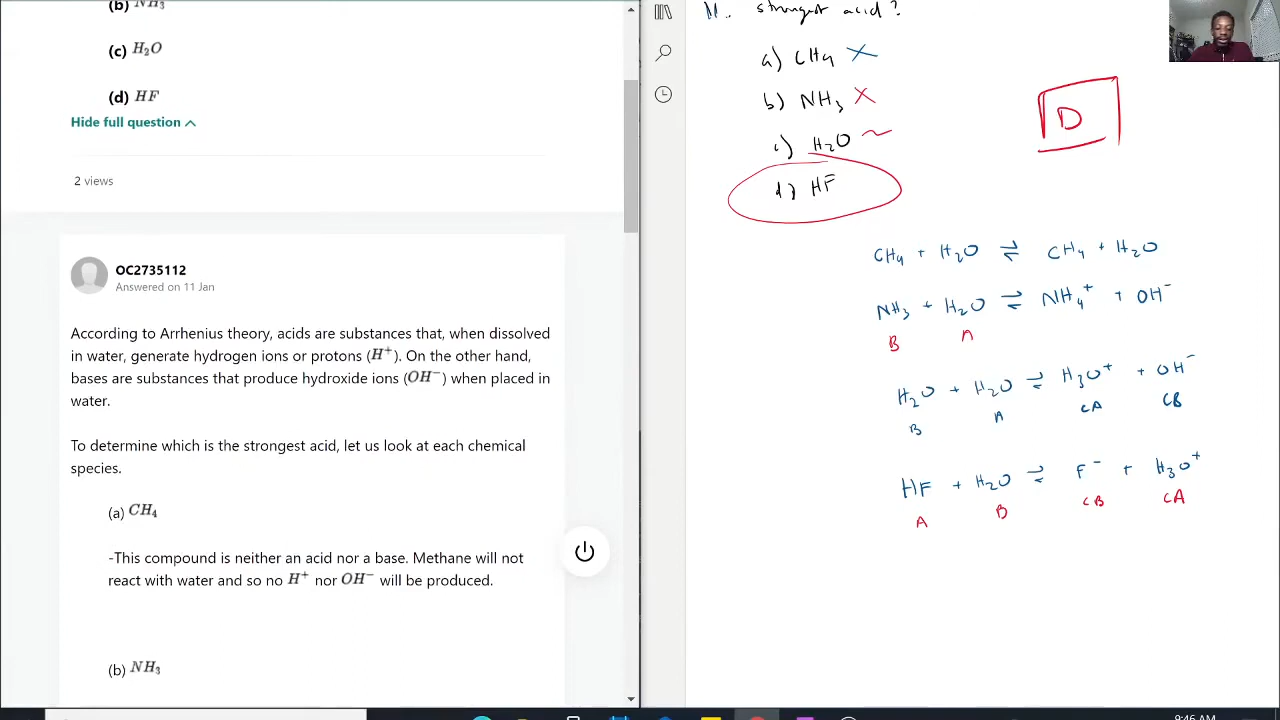 (b) NH₃
(c) H₂O
(d) HF
Hide full question
2 views
OC2735112
Answered on 11 Jan
According to Arrhenius theory, acids are substances that, when dissolved
in water, generate hydrogen ions or protons (H⁺). On the other hand,
bases are substances that produce hydroxide ions (OH⁻) when placed in
water.
To determine which is the strongest acid, let us look at each chemical
species.
(a) CH₄
-This compound is neither an acid nor a base. Methane will not
react with water and so no H⁺ nor OH⁻ will be produced.
(b) NH₃
strongest acid?
a) CH₄ X
b) NH₃ X
c) H₂O ~
d) HF
D
CH₄ + H₂O ⇌ CH₄ + H₂O
NH₃ + H₂O ⇌ NH₄⁺ + OH⁻
B A
H₂O + H₂O ⇌ H₃O⁺ + OH⁻
B A CA CB
HF + H₂O ⇌ F⁻ + H₃O⁺
A B CB CA
9:46 AM